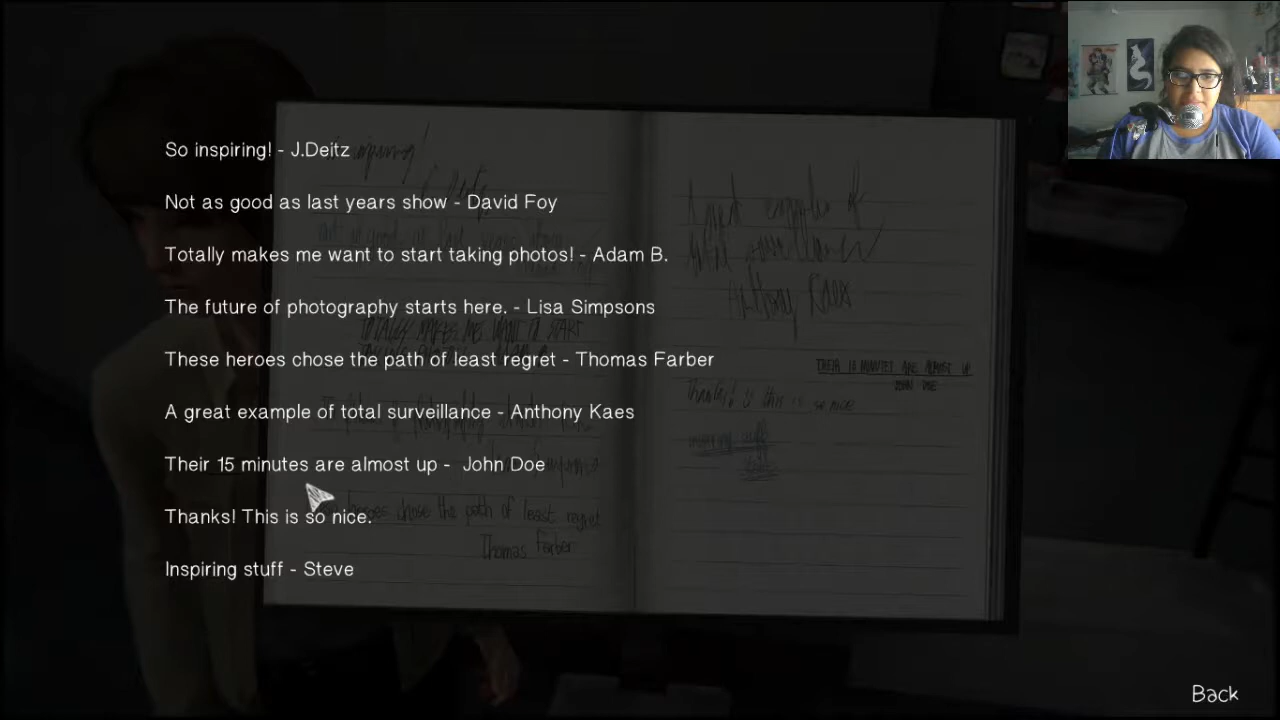 So inspiring! - J.Deitz
Not as good as last years show - David Foy
Totally makes me want to start taking photos! - Adam B.
The future of photography starts here. - Lisa Simpsons
These heroes chose the path of least regret - Thomas Farber
A great example of total surveillance - Anthony Kaes
Their 15 minutes are almost up -  John Doe
Thanks! This is so nice.
Inspiring stuff - Steve
Back